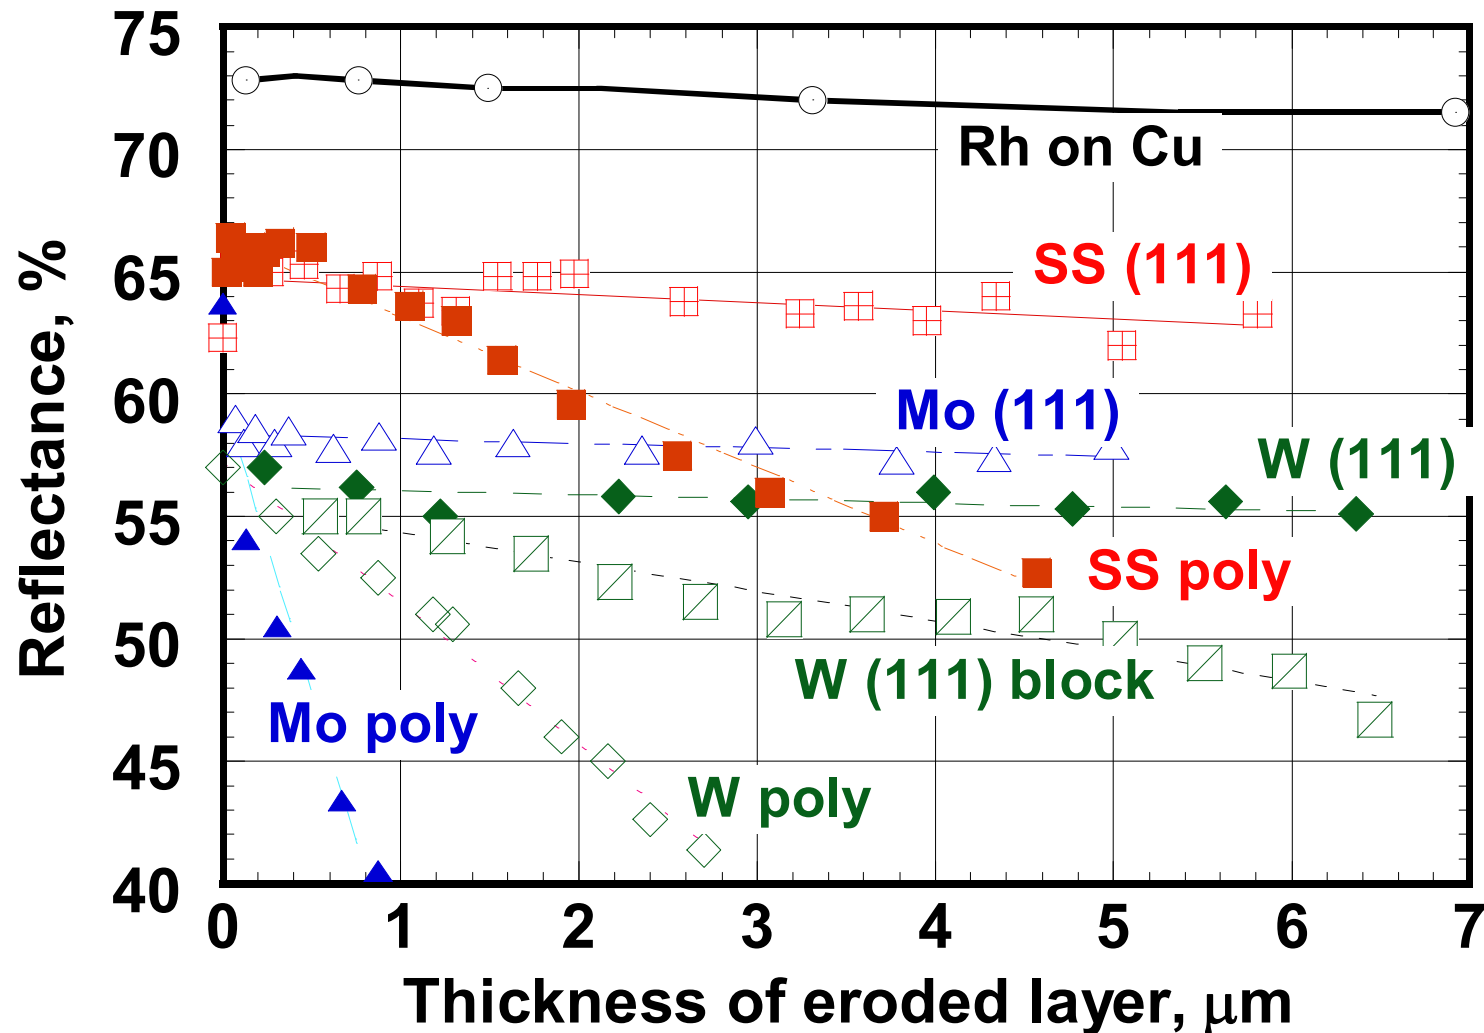 75
70
65
60
55
50
45
40
Reflectance, %
Rh on Cu
SS (111)
Mo (111)
W (111)
SS poly
W (111) block
Mo poly
W poly
0 1 2 3 4 5 6 7
Thickness of eroded layer, μm